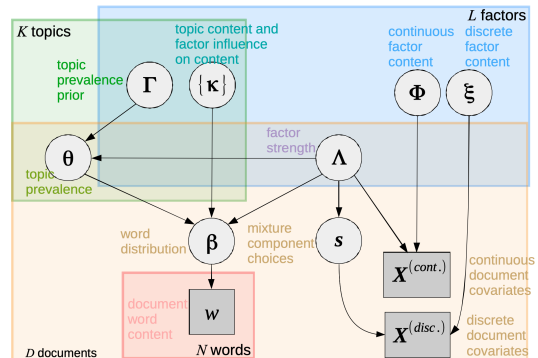 L factors
K topics
topic content and
factor influence
on content
continuous
factor
content
discrete
factor
content
topic
prevalence
prior
Γ
{κ}
Φ
ξ
factor
strength
θ
Λ
topic
prevalence
word
distribution
β
mixture
component
choices
s
X(cont.)
continuous
document
covariates
document
word
content
w
X(disc.)
discrete
document
covariates
D documents
N words